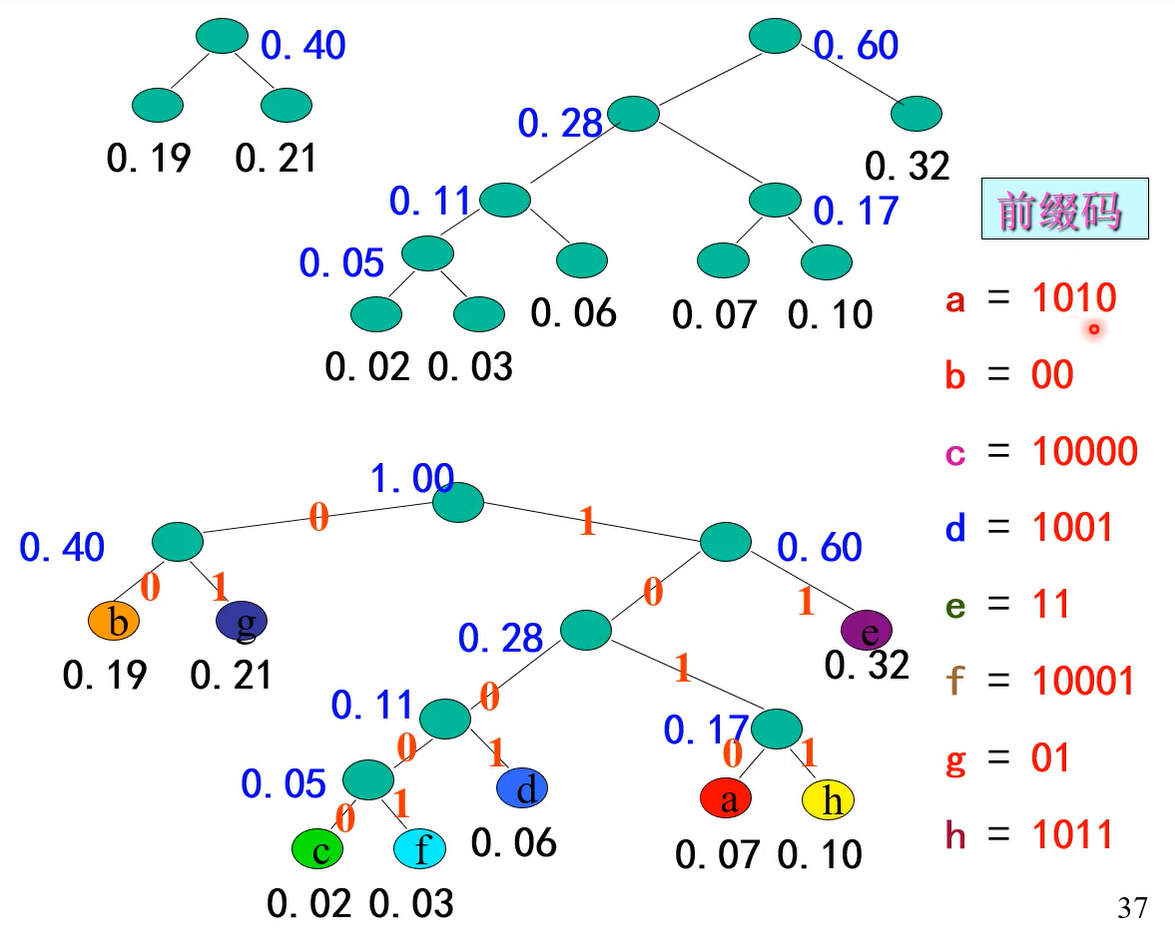 0.40
0.60
0.28
0.19 0.21
0.32
0.11
0.17
0.05
0.06
0.07 0.10
0.02 0.03
前缀码
a = 1010
b = 00
c = 10000
d = 1001
e = 11
f = 10001
g = 01
h = 1011
1.00
0 1
0.40
0.60
0 1
0 1
b g
e
0.19 0.21
0.28
0.32
0 1
0.11
0.17
0 1
0 1
0.05
d
a h
0 1
0.06
0.07 0.10
c f
0.02 0.03
37